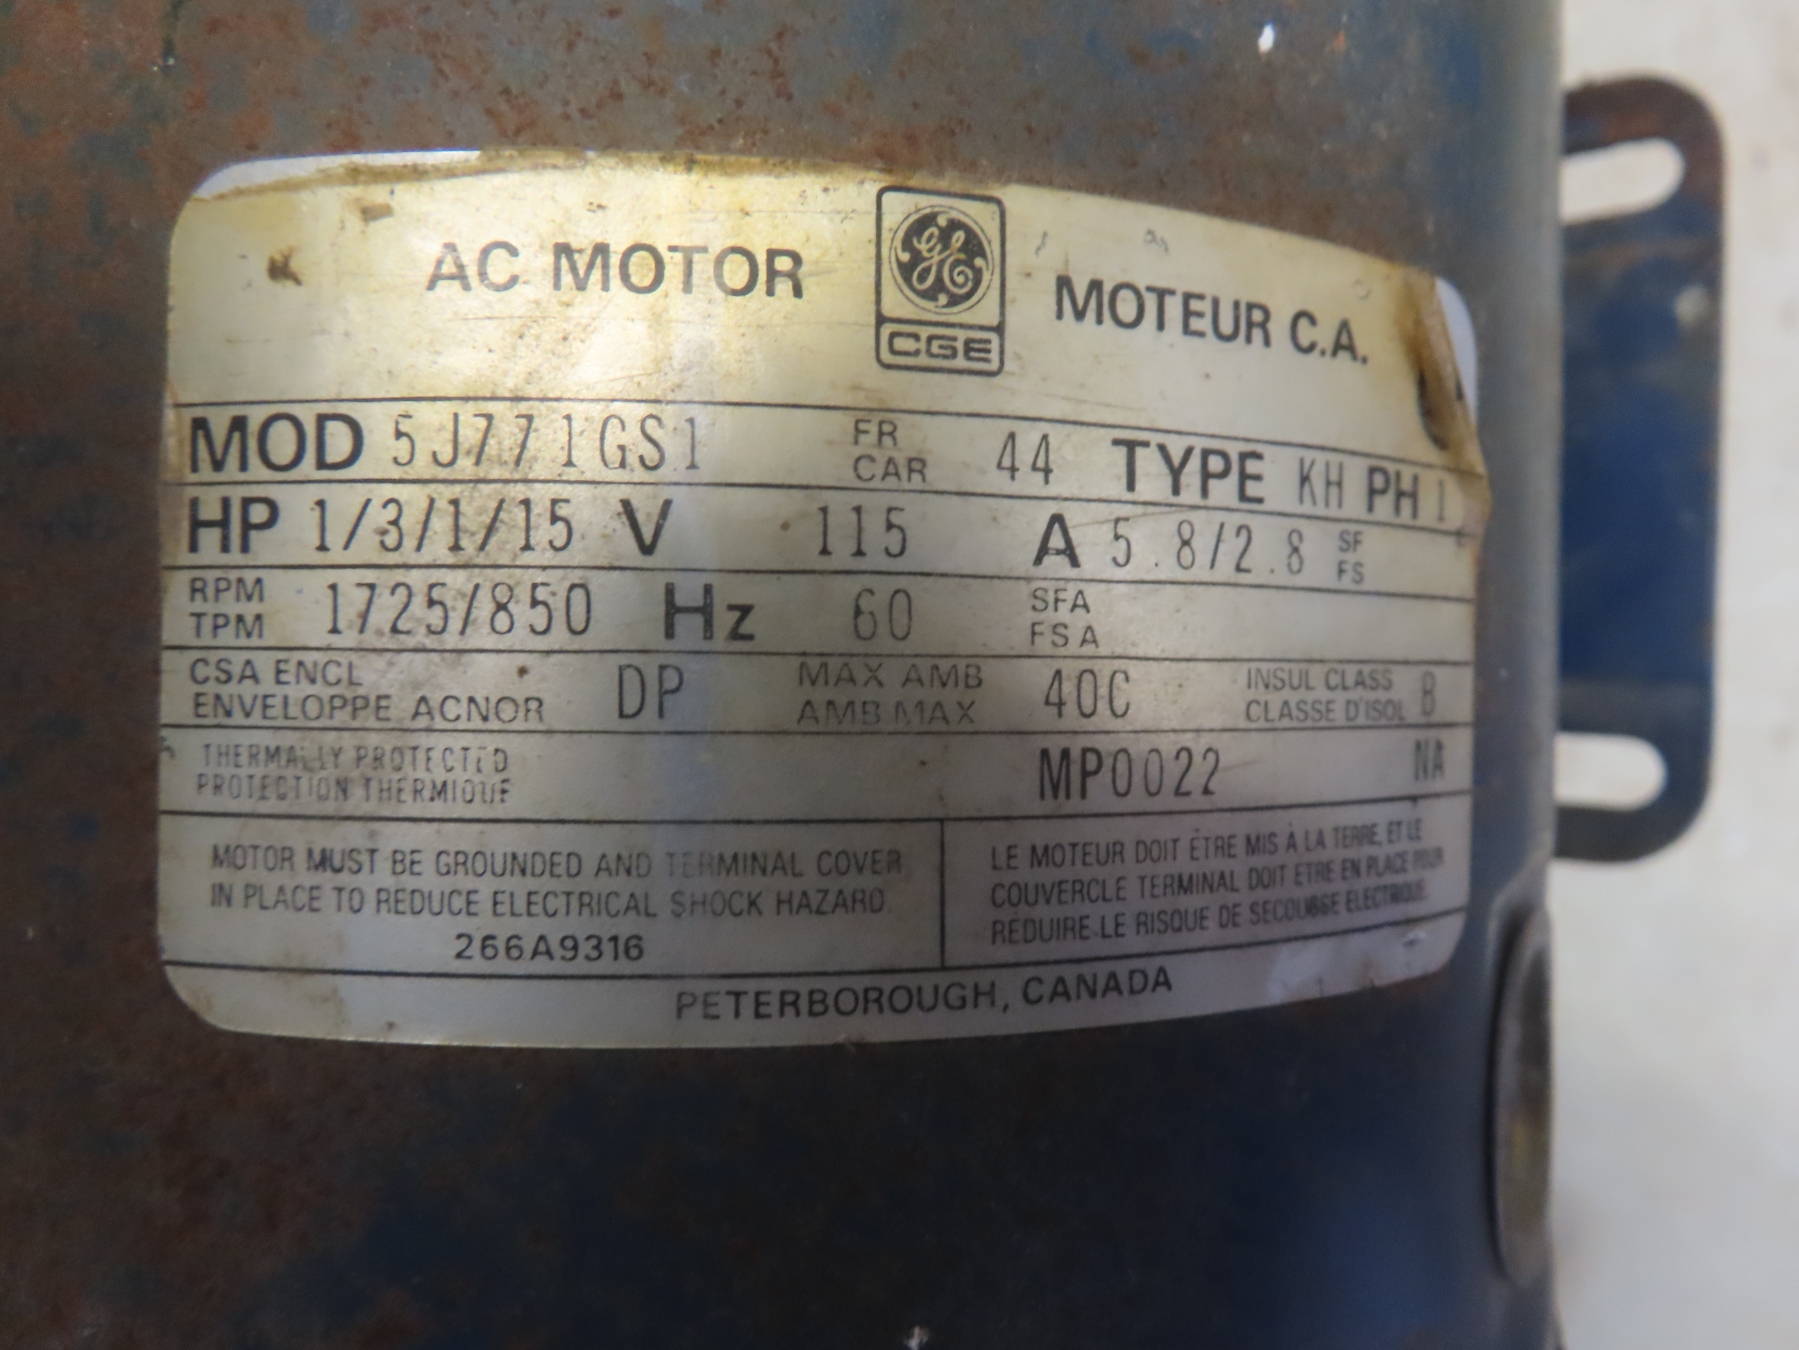 AC MOTOR GE CGE MOTEUR C.A.
MOD 5J771GS1 FR CAR 44 TYPE KH PH 1
HP 1/3/1/15 V 115 A 5.8/2.8 SF FS
RPM TPM 1725/850 Hz 60 SFA FSA
CSA ENCL ENVELOPPE ACNOR DP MAX AMB AMB MAX 40C INSUL CLASS CLASSE D'ISOL B
THERMALLY PROTECTED MP0022 NA
PROTECTION THERMIQUE
MOTOR MUST BE GROUNDED AND TERMINAL COVER
IN PLACE TO REDUCE ELECTRICAL SHOCK HAZARD.
266A9316
LE MOTEUR DOIT ÊTRE MIS À LA TERRE, ET LE
COUVERCLE TERMINAL DOIT ETRE EN PLACE POUR
RÉDUIRE LE RISQUE DE SECOUSSE ELECTRIQUE.
PETERBOROUGH, CANADA